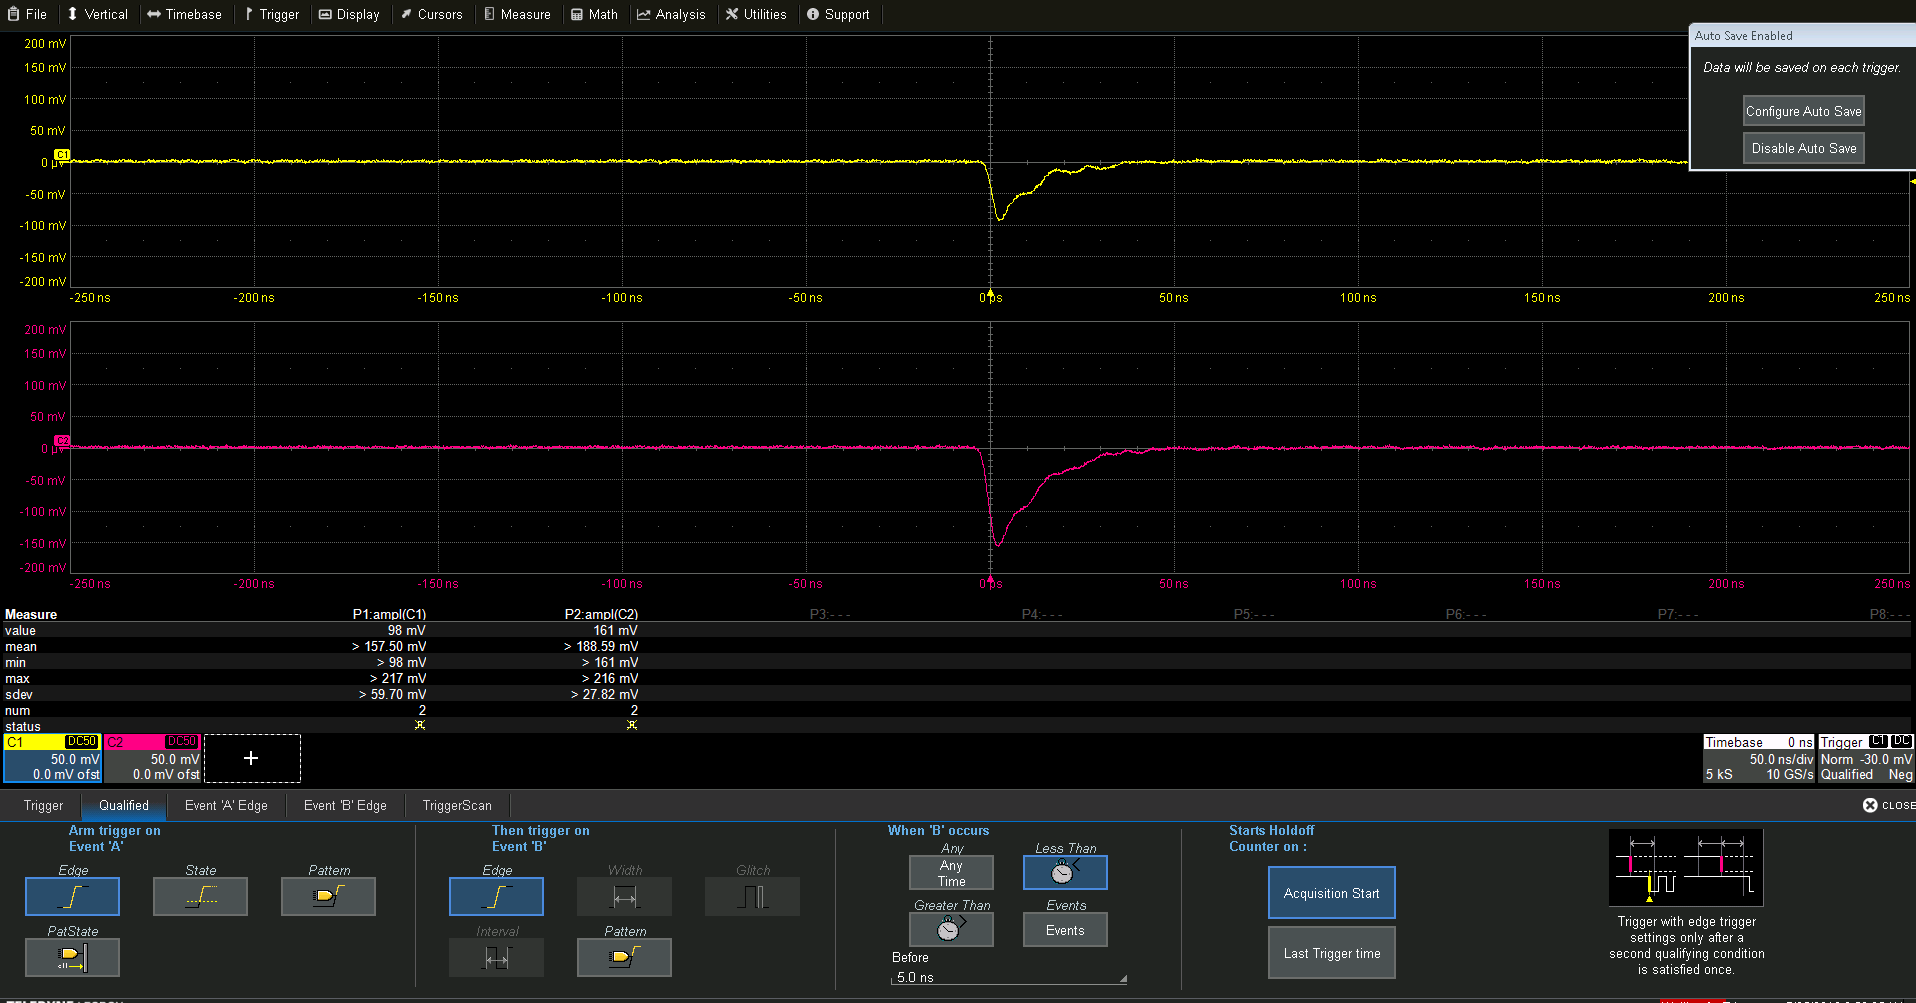 File Vertical Timebase Trigger Display Cursors Measure Math Analysis Utilities Support
Auto Save Enabled
Data will be saved on each trigger.
Configure Auto Save
Disable Auto Save
200 mV
150 mV
100 mV
50 mV
C1
0 µV
-50 mV
-100 mV
-150 mV
-200 mV
-250 ns -200 ns -150 ns -100 ns -50 ns 0 ps 50 ns 100 ns 150 ns 200 ns 250 ns
200 mV
150 mV
100 mV
50 mV
C2
0 µV
-50 mV
-100 mV
-150 mV
-200 mV
-250 ns -200 ns -150 ns -100 ns -50 ns 0 ps 50 ns 100 ns 150 ns 200 ns 250 ns
Measure P1:ampl(C1) P2:ampl(C2) P3:- - - P4:- - - P5:- - - P6:- - - P7:- - - P8:- - -
value 98 mV 161 mV
mean > 157.50 mV > 188.59 mV
min > 98 mV > 161 mV
max > 217 mV > 216 mV
sdev > 59.70 mV > 27.82 mV
num 2 2
status
C1 DC50 C2 DC50
50.0 mV 50.0 mV
0.0 mV ofst 0.0 mV ofst
+
Timebase 0 ns
50.0 ns/div
5 kS 10 GS/s
Trigger C1 DC
Norm -30.0 mV
Qualified Neg
Trigger Qualified Event 'A' Edge Event 'B' Edge TriggerScan
CLOSE
Arm trigger on
Event 'A'
Edge State Pattern
PatState
Then trigger on
Event 'B'
Edge Width Glitch
Interval Pattern
When 'B' occurs
Any Less Than
Any
Time
Greater Than Events
Events
Before
5.0 ns
Starts Holdoff
Counter on :
Acquisition Start
Last Trigger time
Trigger with edge trigger
settings only after a
second qualifying condition
is satisfied once.